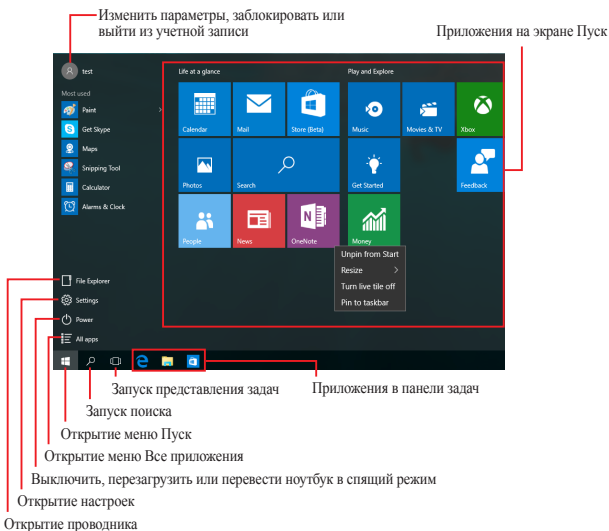 Изменить параметры, заблокировать или
выйти из учетной записи
Приложения на экране Пуск
test
Life at a glance
Play and Explore
Most used
Paint
Get Skype
Maps
Snipping Tool
Calculator
Alarms & Clock
Calendar
Mail
Store (Beta)
Music
Movies & TV
Xbox
Photos
Search
Get Started
Feedback
People
News
OneNote
Money
Unpin from Start
Resize
Turn live tile off
Pin to taskbar
File Explorer
Settings
Power
All apps
Запуск представления задач
Приложения в панели задач
Запуск поиска
Открытие меню Пуск
Открытие меню Все приложения
Выключить, перезагрузить или перевести ноутбук в спящий режим
Открытие настроек
Открытие проводника